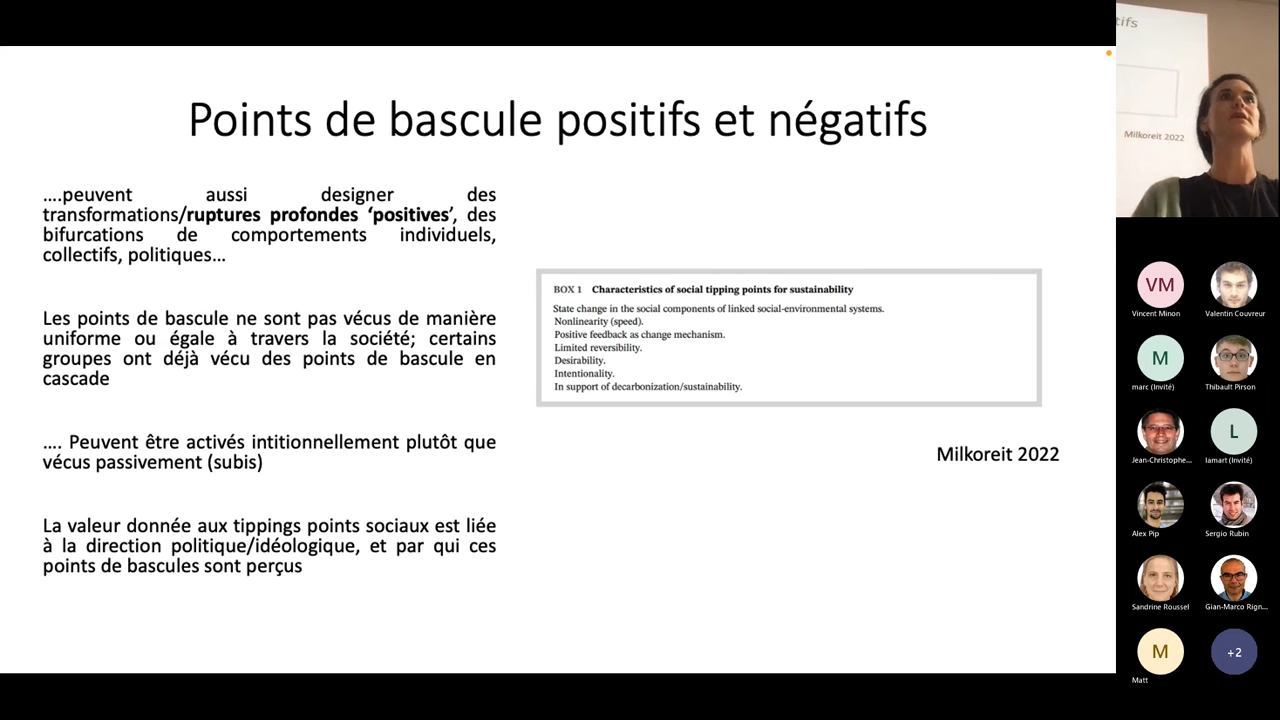 Points de bascule positifs et négatifs
....peuvent aussi designer des
transformations/ruptures profondes ‘positives’, des
bifurcations de comportements individuels,
collectifs, politiques…
Les points de bascule ne sont pas vécus de manière
uniforme ou égale à travers la société; certains
groupes ont déjà vécu des points de bascule en
cascade
.... Peuvent être activés intitionnellement plutôt que
vécus passivement (subis)
La valeur donnée aux tippings points sociaux est liée
à la direction politique/idéologique, et par qui ces
points de bascules sont perçus
BOX 1 Characteristics of social tipping points for sustainability
State change in the social components of linked social-environmental systems.
Nonlinearity (speed).
Positive feedback as change mechanism.
Limited reversibility.
Desirability.
Intentionality.
In support of decarbonization/sustainability.
Milkoreit 2022
tifs
Milkoreit 2022
VM
Vincent Minon
Valentin Couvreur
M
marc (Invité)
Thibault Pirson
Jean-Christophe...
L
lamart (Invité)
Alex Pip
Sergio Rubin
Sandrine Roussel
Gian-Marco Rign...
M
Matt
+2